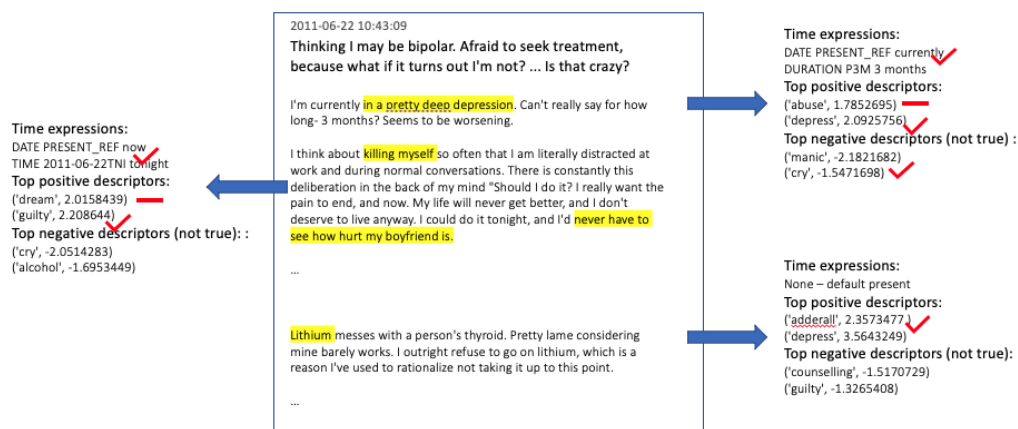 2011-06-22 10:43:09
Thinking I may be bipolar. Afraid to seek treatment,
because what if it turns out I'm not? ... Is that crazy?
I'm currently in a pretty deep depression. Can't really say for how
long- 3 months? Seems to be worsening.
I think about killing myself so often that I am literally distracted at
work and during normal conversations. There is constantly this
deliberation in the back of my mind "Should I do it? I really want the
pain to end, and now. My life will never get better, and I don't
deserve to live anyway. I could do it tonight, and I'd never have to
see how hurt my boyfriend is.
...
Lithium messes with a person's thyroid. Pretty lame considering
mine barely works. I outright refuse to go on lithium, which is a
reason I've used to rationalize not taking it up to this point.
...
Time expressions:
DATE PRESENT_REF now
TIME 2011-06-22TNI tonight
Top positive descriptors:
('dream', 2.0158439)
('guilty', 2.208644)
Top negative descriptors (not true): :
('cry', -2.0514283)
('alcohol', -1.6953449)
Time expressions:
DATE PRESENT_REF currently
DURATION P3M 3 months
Top positive descriptors:
('abuse', 1.7852695)
('depress', 2.0925756)
Top negative descriptors (not true):
('manic', -2.1821682)
('cry', -1.5471698)
Time expressions:
None – default present
Top positive descriptors:
('adderall', 2.3573477,)
('depress', 3.5643249)
Top negative descriptors (not true):
('counselling', -1.5170729)
('guilty', -1.3265408)